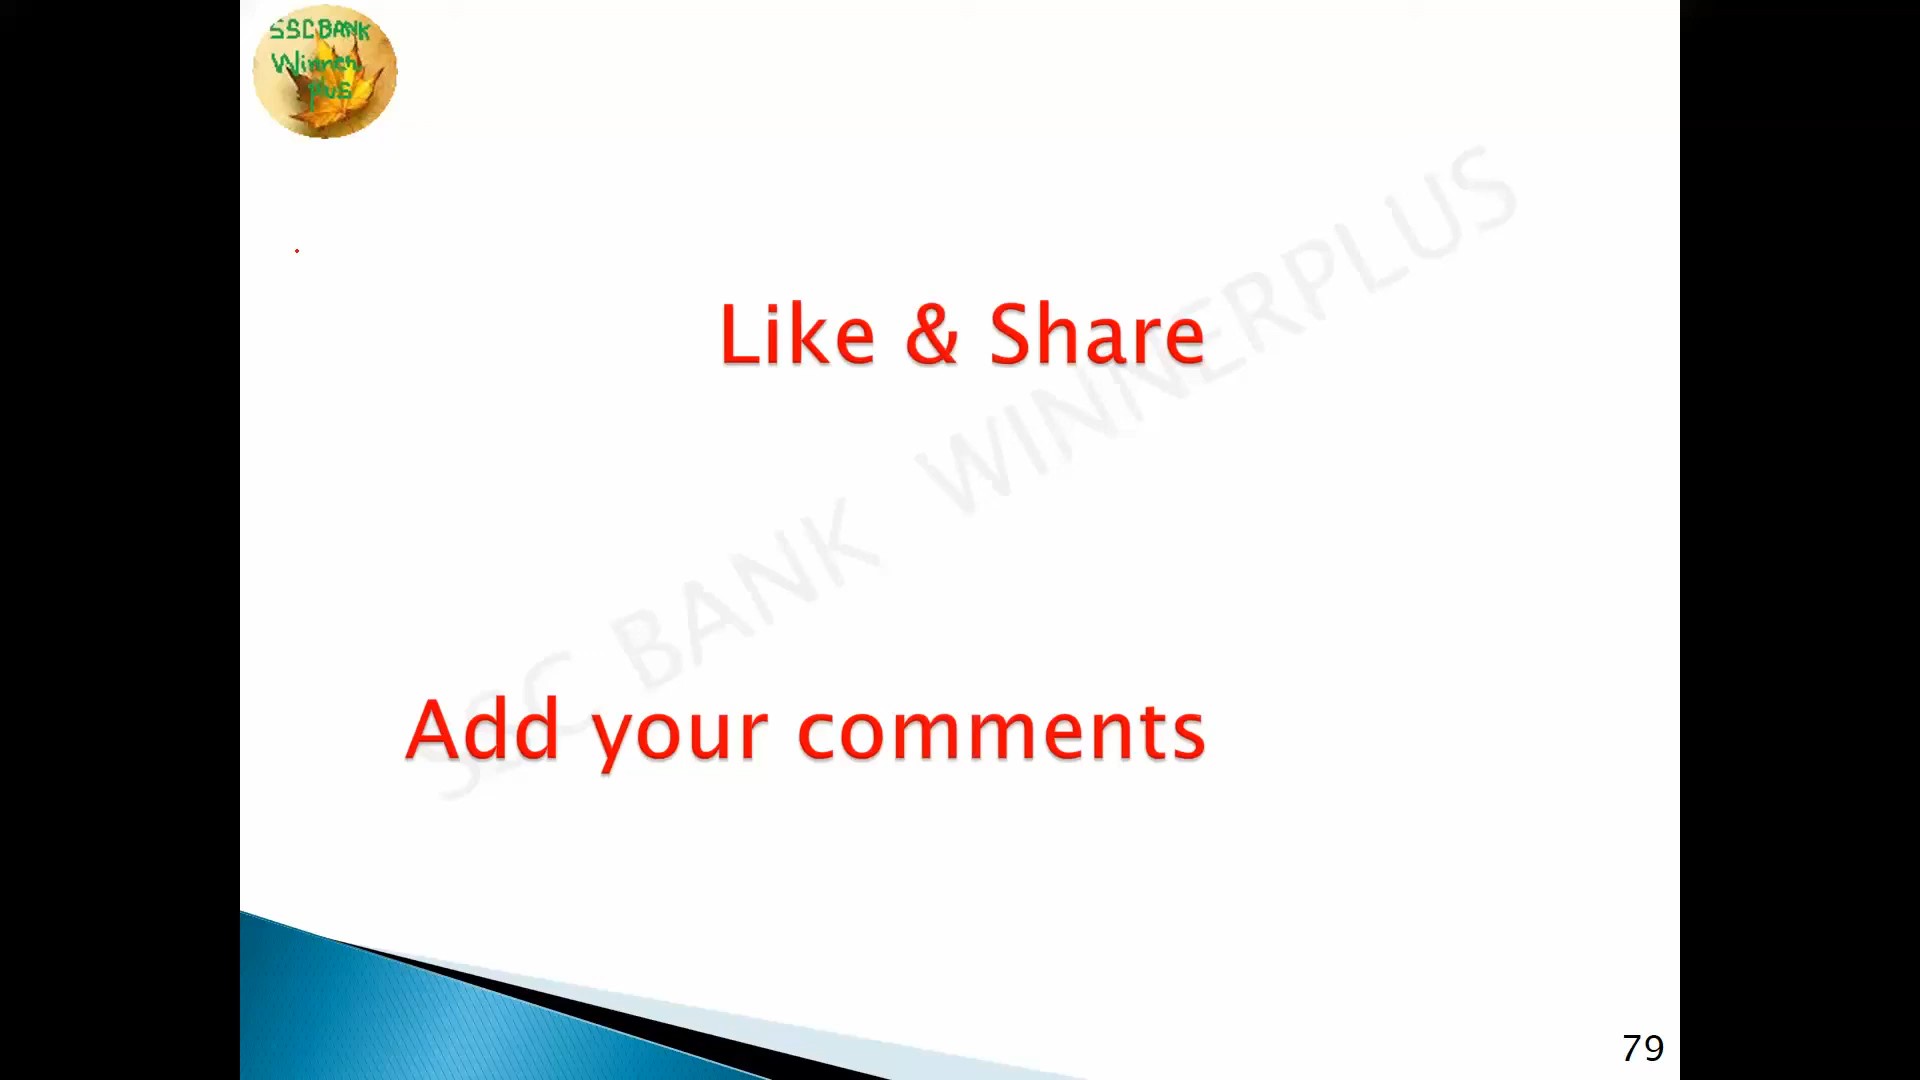 SSC BANK
Winner
Plus
Like & Share
SSC BANK WINNERPLUS
Add your comments
79